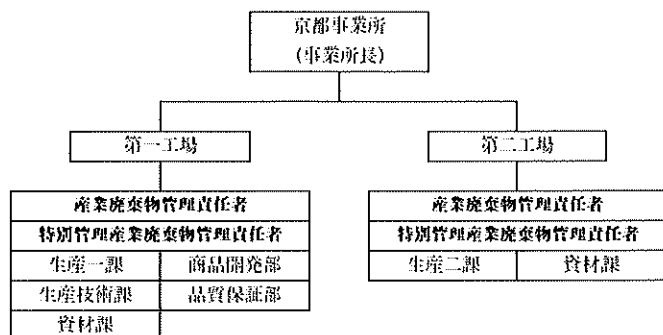 京都事業所
(事業所長)
第一工場
第二工場
産業廃棄物管理責任者
特別管理産業廃棄物管理責任者
生産一課 商品開発部
生産技術課 品質保証部
資材課
産業廃棄物管理責任者
特別管理産業廃棄物管理責任者
生産二課 資材課